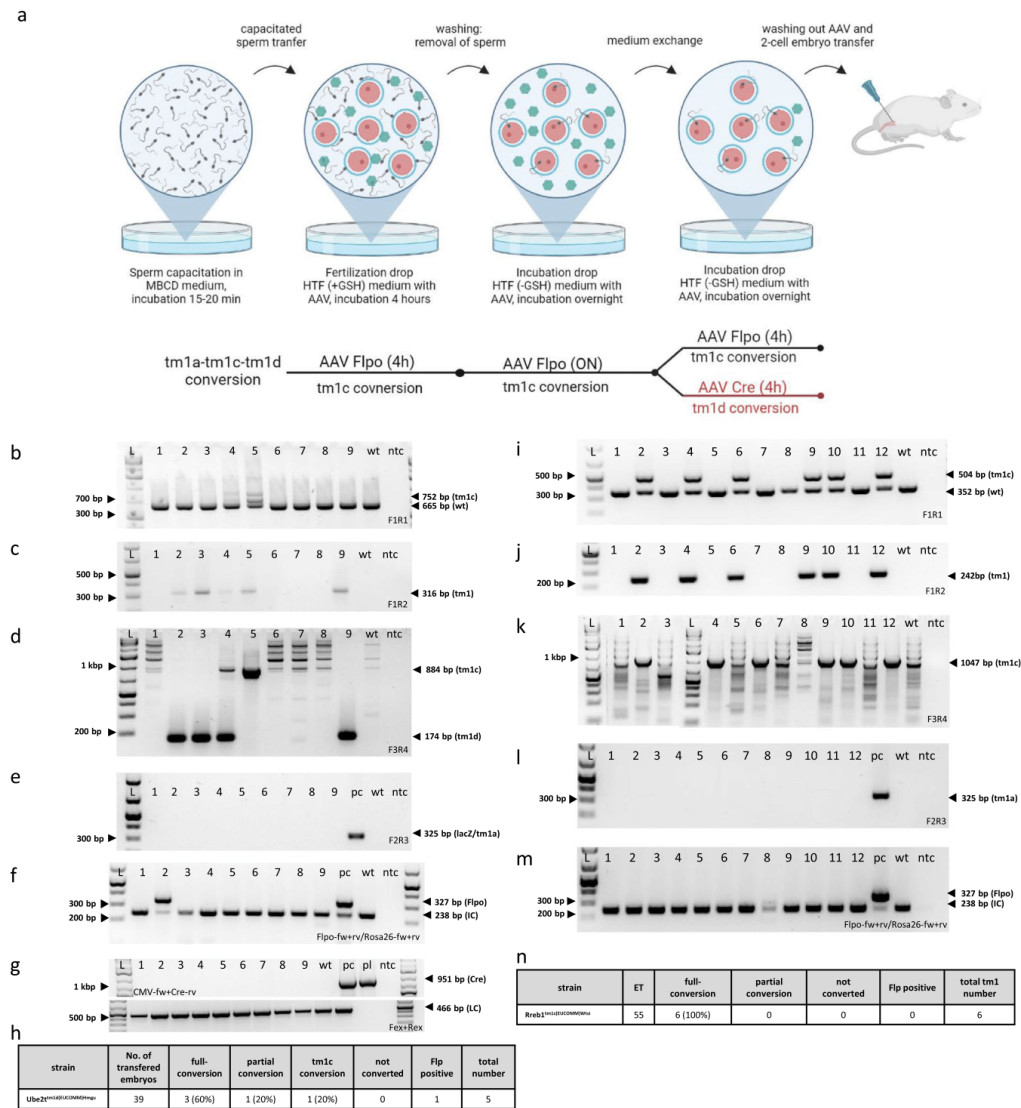 a
capacitated
sperm tranfer
washing:
removal of sperm
medium exchange
washing out AAV and
2-cell embryo transfer
Sperm capacitation in
MBCD medium,
incubation 15-20 min
Fertilization drop
HTF (+GSH) medium with
AAV, incubation 4 hours
Incubation drop
HTF (-GSH) medium with
AAV, incubation overnight
Incubation drop
HTF (-GSH) medium with
AAV, incubation overnight
tm1a-tm1c-tm1d
conversion
AAV Flpo (4h)
tm1c covnersion
AAV Flpo (ON)
tm1c conversion
AAV Flpo (4h)
tm1c conversion
AAV Cre (4h)
tm1d conversion
b
L 1 2 3 4 5 6 7 8 9 wt ntc
700 bp
300 bp
752 bp (tm1c)
665 bp (wt)
F1R1
c
L 1 2 3 4 5 6 7 8 9 wt ntc
500 bp
300 bp
316 bp (tm1)
F1R2
d
L 1 2 3 4 5 6 7 8 9 wt ntc
1 kbp
200 bp
884 bp (tm1c)
174 bp (tm1d)
F3R4
e
L 1 2 3 4 5 6 7 8 9 pc wt ntc
300 bp
325 bp (lacZ/tm1a)
F2R3
f
L 1 2 3 4 5 6 7 8 9 pc wt ntc
300 bp
200 bp
327 bp (Flpo)
238 bp (IC)
Flpo-fw+rv/Rosa26-fw+rv
g
L 1 2 3 4 5 6 7 8 9 wt pc pl ntc
1 kbp
951 bp (Cre)
CMV-fw+Cre-rv
500 bp
466 bp (LC)
Fex+Rex
h
strain No. of transfered embryos full-conversion partial conversion tm1c conversion not converted Flp positive total number
Ube2t^tm1d(EUCOMM)Hmgu 39 3 (60%) 1 (20%) 1 (20%) 0 1 5
i
L 1 2 3 4 5 6 7 8 9 10 11 12 wt ntc
500 bp
300 bp
504 bp (tm1c)
352 bp (wt)
F1R1
j
L 1 2 3 4 5 6 7 8 9 10 11 12 wt ntc
200 bp
242bp (tm1)
F1R2
k
L 1 2 3 L 4 5 6 7 8 9 10 11 12 wt ntc
1 kbp
1047 bp (tm1c)
F3R4
l
L 1 2 3 4 5 6 7 8 9 10 11 12 pc wt ntc
300 bp
325 bp (tm1a)
F2R3
m
L 1 2 3 4 5 6 7 8 9 10 11 12 pc wt ntc
300 bp
200 bp
327 bp (Flpo)
238 bp (IC)
Flpo-fw+rv/Rosa26-fw+rv
n
strain ET full-conversion partial conversion not converted Flp positive total tm1 number
55 6 (100%) 0 0 0 6